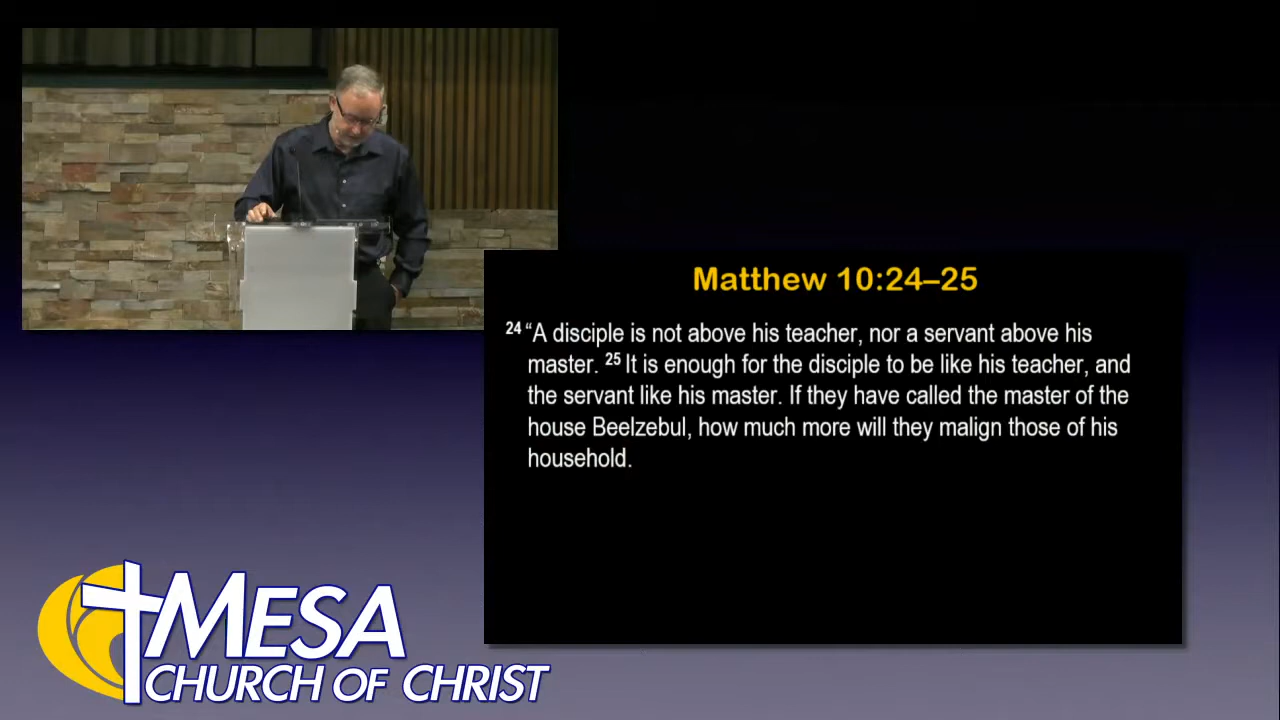 Matthew 10:24–25
24 “A disciple is not above his teacher, nor a servant above his
master. 25 It is enough for the disciple to be like his teacher, and
the servant like his master. If they have called the master of the
house Beelzebul, how much more will they malign those of his
household.
MESA
CHURCH OF CHRIST